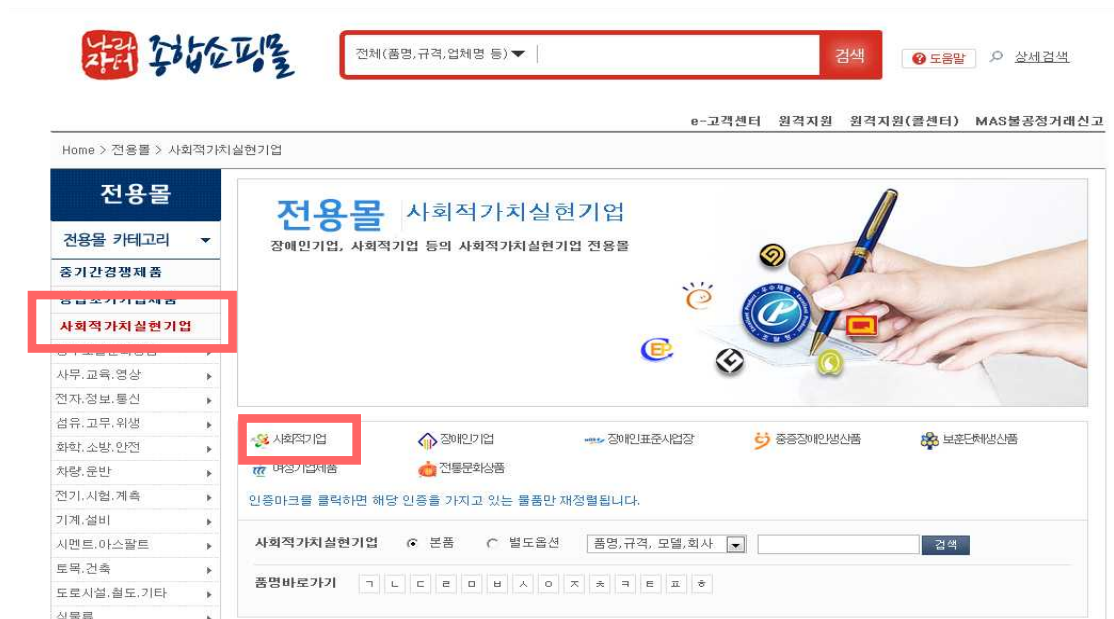 나라장터 종합쇼핑몰
전체(품명,규격,업체명 등)
검색
도움말
상세검색
e-고객센터 원격지원 원격지원(콜센터) MAS불공정거래신고
Home > 전용몰 > 사회적가치실현기업
전용몰
전용몰 카테고리
중기간경쟁제품
사회적가치실현기업
사무.교육.영상
전자.정보.통신
섬유.고무.위생
화학.소방.안전
차량.운반
전기.시험.계측
기계.설비
시멘트.아스팔트
토목.건축
도로시설.철도.기타
식물류
전용몰 사회적가치실현기업
장애인기업, 사회적기업 등의 사회적가치실현기업 전용몰
사회적기업 장애인기업 장애인표준사업장 중증장애인생산품 보훈단체생산품
여성기업제품 전통문화상품
인증마크를 클릭하면 해당 인증을 가지고 있는 물품만 재정렬됩니다.
사회적가치실현기업 본품 별도옵션 품명,규격, 모델,회사 검색
품명바로가기 ㄱ ㄴ ㄷ ㄹ ㅁ ㅂ ㅅ ㅇ ㅈ ㅊ ㅋ ㅌ ㅍ ㅎ